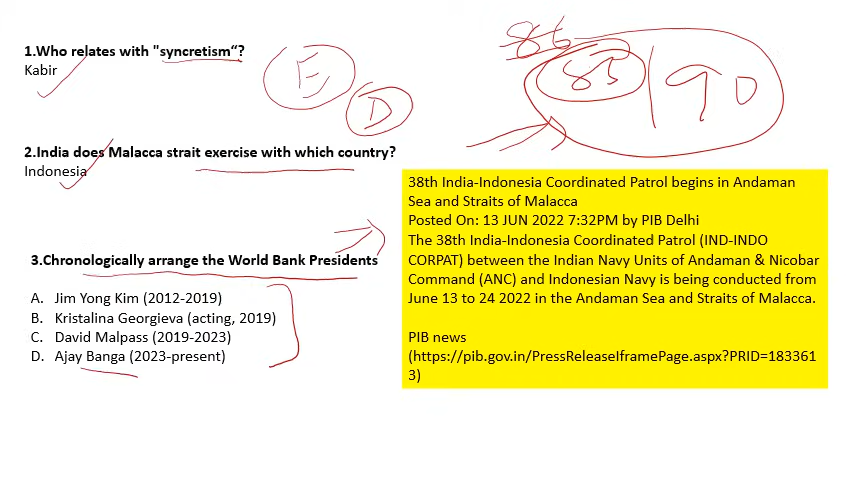 1.Who relates with "syncretism“?
Kabir
E
D
86
85
90
2.India does Malacca strait exercise with which country?
Indonesia
38th India-Indonesia Coordinated Patrol begins in Andaman
Sea and Straits of Malacca
Posted On: 13 JUN 2022 7:32PM by PIB Delhi
The 38th India-Indonesia Coordinated Patrol (IND-INDO
CORPAT) between the Indian Navy Units of Andaman & Nicobar
Command (ANC) and Indonesian Navy is being conducted from
June 13 to 24 2022 in the Andaman Sea and Straits of Malacca.
PIB news
(https://pib.gov.in/PressReleaseIframePage.aspx?PRID=183361
3)
3.Chronologically arrange the World Bank Presidents
A. Jim Yong Kim (2012-2019)
B. Kristalina Georgieva (acting, 2019)
C. David Malpass (2019-2023)
D. Ajay Banga (2023-present)